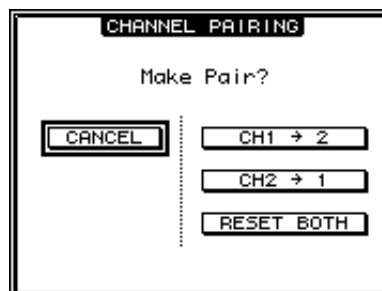 CHANNEL PAIRING
Make Pair?
CANCEL
CH1 → 2
CH2 → 1
RESET BOTH